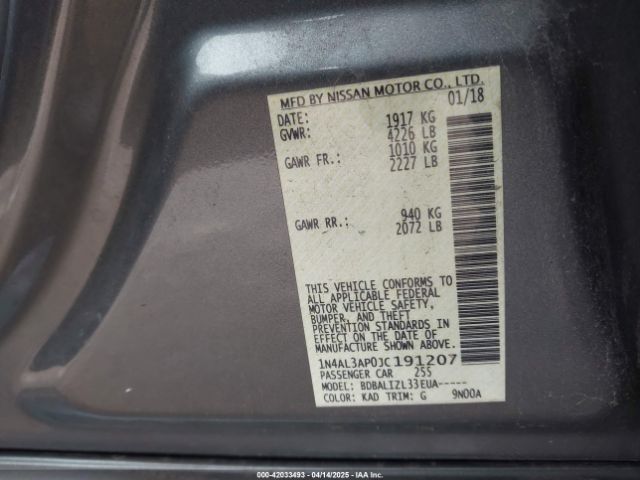 MFD BY NISSAN MOTOR CO., LTD.
DATE: 01/18
GVWR: 1917 KG
4226 LB
GAWR FR.: 1010 KG
2227 LB
GAWR RR.: 940 KG
2072 LB
THIS VEHICLE CONFORMS TO
ALL APPLICABLE FEDERAL
MOTOR VEHICLE SAFETY,
BUMPER, AND THEFT
PREVENTION STANDARDS IN
EFFECT ON THE DATE OF
MANUFACTURE SHOWN ABOVE.
1N4AL3AP0JC191207
PASSENGER CAR 255
MODEL: BDBALIZL33EUA-----
COLOR: KAD TRIM: G 9N00A
000-42033493 - 04/14/2025 - IAA Inc.